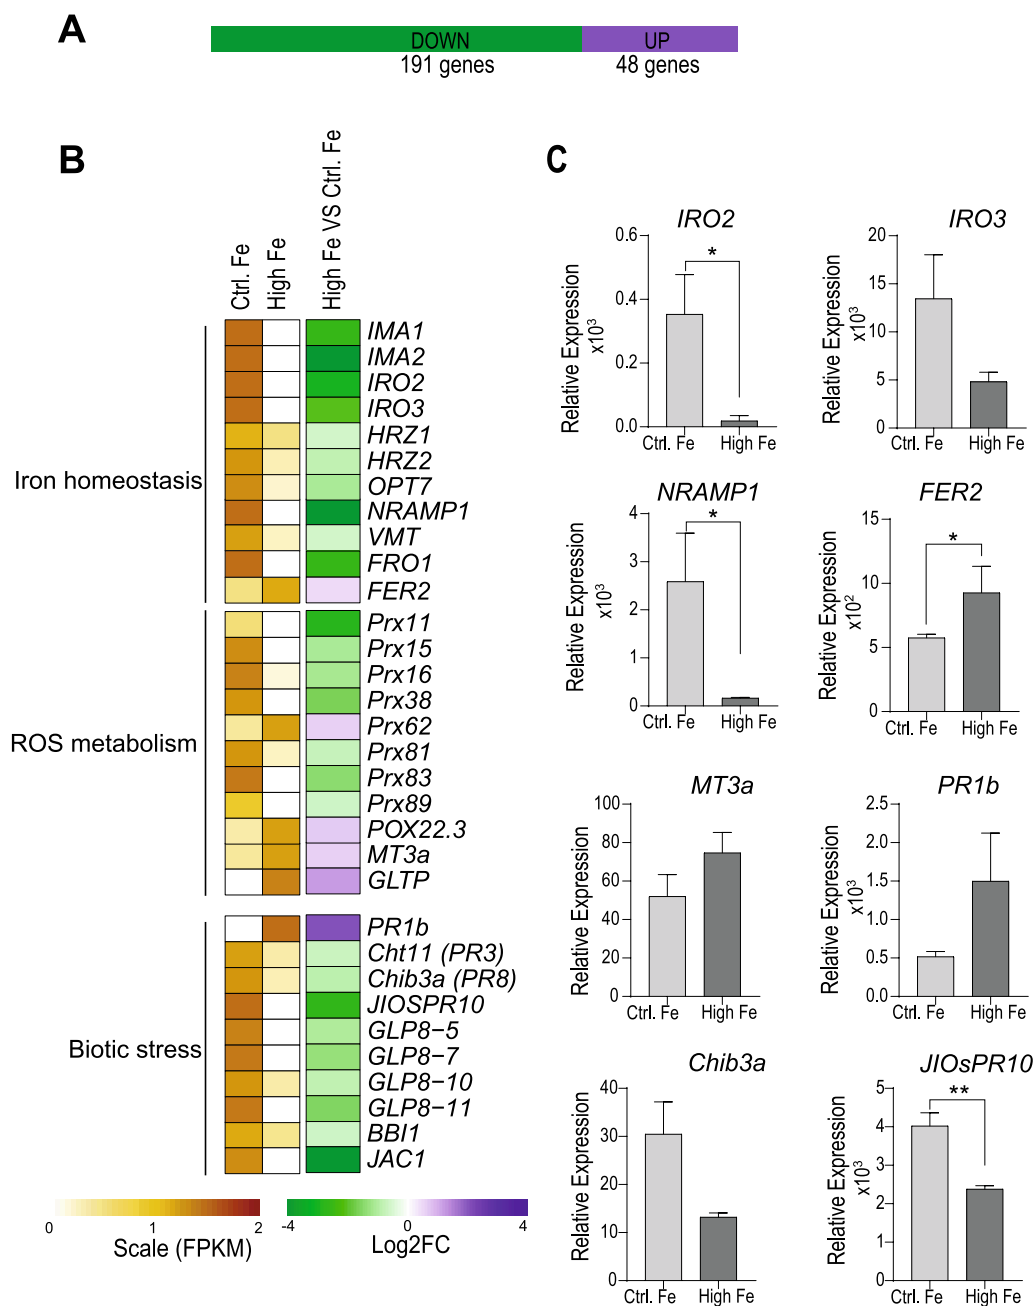 A
DOWN
UP
191 genes
48 genes
B
Ctrl. Fe
High Fe
High Fe VS Ctrl. Fe
Iron homeostasis
IMA1
IMA2
IRO2
IRO3
HRZ1
HRZ2
OPT7
NRAMP1
VMT
FRO1
FER2
ROS metabolism
Prx11
Prx15
Prx16
Prx38
Prx62
Prx81
Prx83
Prx89
POX22.3
MT3a
GLTP
Biotic stress
PR1b
Cht11 (PR3)
Chib3a (PR8)
JIOSPR10
GLP8−5
GLP8−7
GLP8−10
GLP8−11
BBI1
JAC1
0 1 2
Scale (FPKM)
-4 0 4
Log2FC
C
IRO2
Relative Expression
x10³
0.6
0.4
0.2
0.0
*
Ctrl. Fe High Fe
IRO3
Relative Expression
x10³
20
15
10
5
0
Ctrl. Fe High Fe
NRAMP1
Relative Expression
x10³
4
3
2
1
0
*
Ctrl. Fe High Fe
FER2
Relative Expression
x10²
15
10
5
0
*
Ctrl. Fe High Fe
MT3a
Relative Expression
100
80
60
40
20
0
Ctrl. Fe High Fe
PR1b
Relative Expression
x10³
2.5
2.0
1.5
1.0
0.5
0.0
Ctrl. Fe High Fe
Chib3a
Relative Expression
40
30
20
10
0
Ctrl. Fe High Fe
JIOsPR10
Relative Expression
x10³
5
4
3
2
1
0
**
Ctrl. Fe High Fe